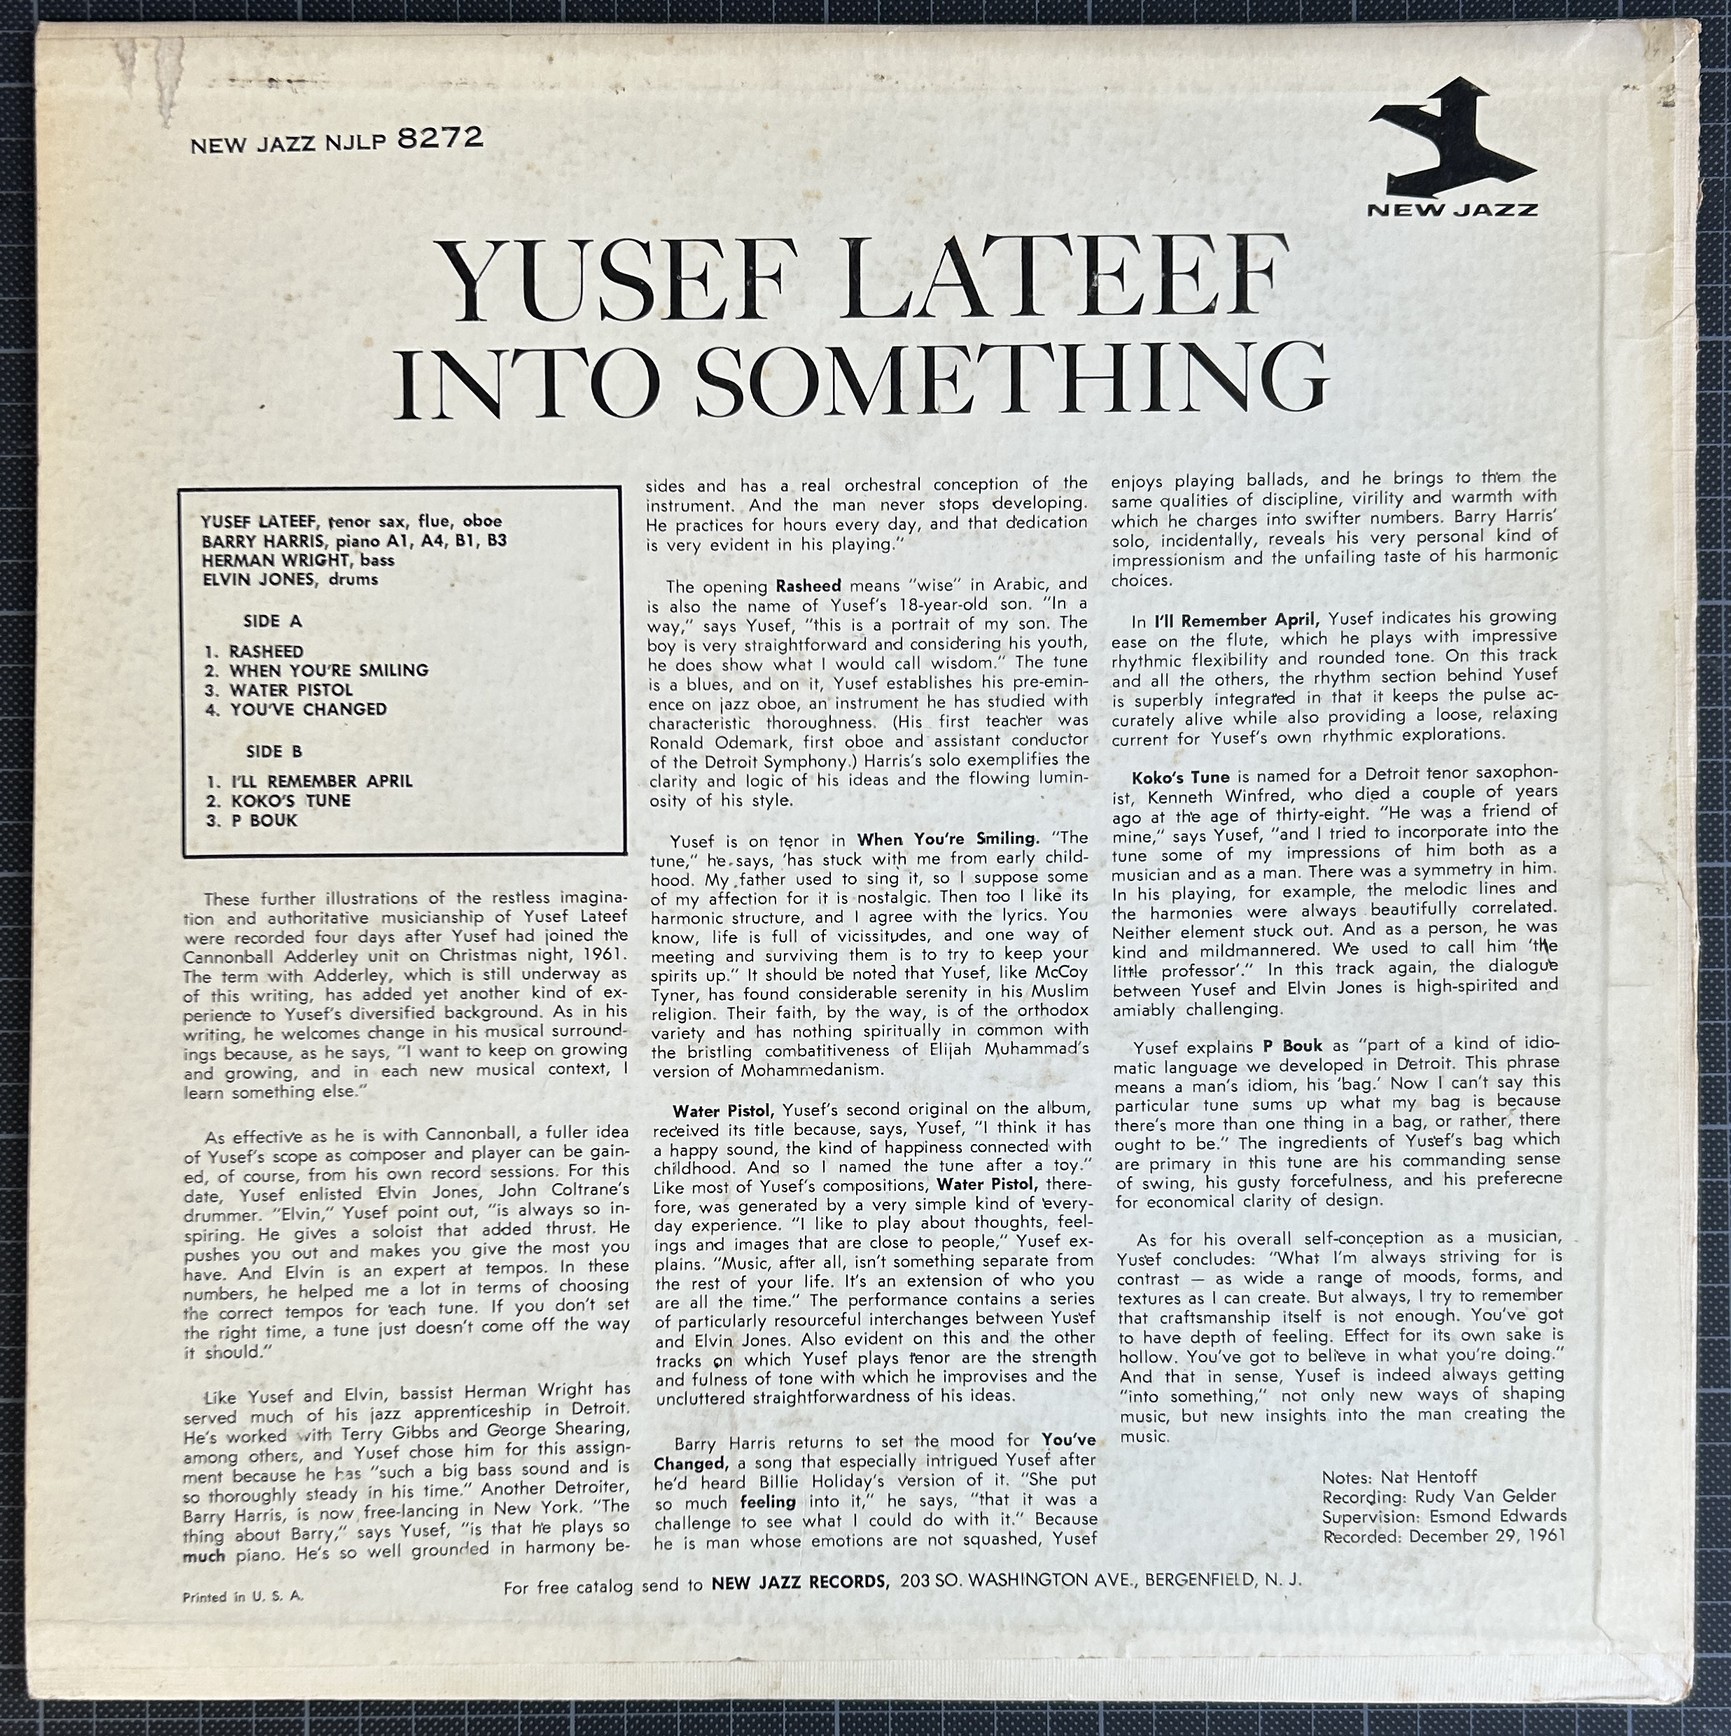 NEW JAZZ NJLP 8272
NEW JAZZ
YUSEF LATEEF
INTO SOMETHING
YUSEF LATEEF, tenor sax, flue, oboe
BARRY HARRIS, piano A1, A4, B1, B3
HERMAN WRIGHT, bass
ELVIN JONES, drums
SIDE A
1. RASHEED
2. WHEN YOU'RE SMILING
3. WATER PISTOL
4. YOU'VE CHANGED
SIDE B
1. I'LL REMEMBER APRIL
2. KOKO'S TUNE
3. P BOUK
These further illustrations of the restless imagina-
tion and authoritative musicianship of Yusef Lateef
were recorded four days after Yusef had joined the
Cannonball Adderley unit on Christmas night, 1961.
The term with Adderley, which is still underway as
of this writing, has added yet another kind of ex-
perience to Yusef's diversified background. As in his
writing, he welcomes change in his musical surround-
ings because, as he says, "I want to keep on growing
and growing, and in each new musical context, I
learn something else."
As effective as he is with Cannonball, a fuller idea
of Yusef's scope as composer and player can be gain-
ed, of course, from his own record sessions. For this
date, Yusef enlisted Elvin Jones, John Coltrane's
drummer. "Elvin," Yusef point out, "is always so in-
spiring. He gives a soloist that added thrust. He
pushes you out and makes you give the most you
have. And Elvin is an expert at tempos. In these
numbers, he helped me a lot in terms of choosing
the correct tempos for each tune. If you don't set
the right time, a tune just doesn't come off the way
it should."
Like Yusef and Elvin, bassist Herman Wright has
served much of his jazz apprenticeship in Detroit.
He's worked with Terry Gibbs and George Shearing,
among others, and Yusef chose him for this assign-
ment because he has "such a big bass sound and is
so thoroughly steady in his time." Another Detroiter,
Barry Harris, is now free-lancing in New York. "The
thing about Barry," says Yusef, "is that he plays so
much piano. He's so well grounded in harmony be-
sides and has a real orchestral conception of the
instrument. And the man never stops developing.
He practices for hours every day, and that dedication
is very evident in his playing."
The opening Rasheed means "wise" in Arabic, and
is also the name of Yusef's 18-year-old son. "In a
way," says Yusef, "this is a portrait of my son. The
boy is very straightforward and considering his youth,
he does show what I would call wisdom." The tune
is a blues, and on it, Yusef establishes his pre-emin-
ence on jazz oboe, an instrument he has studied with
characteristic thoroughness. (His first teacher was
Ronald Odemark, first oboe and assistant conductor
of the Detroit Symphony.) Harris's solo exemplifies the
clarity and logic of his ideas and the flowing lumin-
osity of his style.
Yusef is on tenor in When You're Smiling. "The
tune," he says, 'has stuck with me from early child-
hood. My father used to sing it, so I suppose some
of my affection for it is nostalgic. Then too I like its
harmonic structure, and I agree with the lyrics. You
know, life is full of vicissitudes, and one way of
meeting and surviving them is to try to keep your
spirits up." It should be noted that Yusef, like McCoy
Tyner, has found considerable serenity in his Muslim
religion. Their faith, by the way, is of the orthodox
variety and has nothing spiritually in common with
the bristling combatitiveness of Elijah Muhammad's
version of Mohammedanism.
Water Pistol, Yusef's second original on the album,
received its title because, says, Yusef, "I think it has
a happy sound, the kind of happiness connected with
childhood. And so I named the tune after a toy."
Like most of Yusef's compositions, Water Pistol, there-
fore, was generated by a very simple kind of every-
day experience. "I like to play about thoughts, feel-
ings and images that are close to people," Yusef ex-
plains. "Music, after all, isn't something separate from
the rest of your life. It's an extension of who you
are all the time." The performance contains a series
of particularly resourceful interchanges between Yusef
and Elvin Jones. Also evident on this and the other
tracks on which Yusef plays tenor are the strength
and fulness of tone with which he improvises and the
uncluttered straightforwardness of his ideas.
Barry Harris returns to set the mood for You've
Changed, a song that especially intrigued Yusef after
he'd heard Billie Holiday's version of it. "She put
so much feeling into it," he says, "that it was a
challenge to see what I could do with it." Because
he is man whose emotions are not squashed, Yusef
enjoys playing ballads, and he brings to them the
same qualities of discipline, virility and warmth with
which he charges into swifter numbers. Barry Harris'
solo, incidentally, reveals his very personal kind of
impressionism and the unfailing taste of his harmonic
choices.
In I'll Remember April, Yusef indicates his growing
ease on the flute, which he plays with impressive
rhythmic flexibility and rounded tone. On this track
and all the others, the rhythm section behind Yusef
is superbly integrated in that it keeps the pulse ac-
curately alive while also providing a loose, relaxing
current for Yusef's own rhythmic explorations.
Koko's Tune is named for a Detroit tenor saxophon-
ist, Kenneth Winfred, who died a couple of years
ago at the age of thirty-eight. "He was a friend of
mine," says Yusef, "and I tried to incorporate into the
tune some of my impressions of him both as a
musician and as a man. There was a symmetry in him.
In his playing, for example, the melodic lines and
the harmonies were always beautifully correlated.
Neither element stuck out. And as a person, he was
kind and mildmannered. We used to call him 'the
little professor'." In this track again, the dialogue
between Yusef and Elvin Jones is high-spirited and
amiably challenging.
Yusef explains P Bouk as "part of a kind of idio-
matic language we developed in Detroit. This phrase
means a man's idiom, his 'bag.' Now I can't say this
particular tune sums up what my bag is because
there's more than one thing in a bag, or rather, there
ought to be." The ingredients of Yusef's bag which
are primary in this tune are his commanding sense
of swing, his gusty forcefulness, and his preferecne
for economical clarity of design.
As for his overall self-conception as a musician,
Yusef concludes: "What I'm always striving for is
contrast — as wide a range of moods, forms, and
textures as I can create. But always, I try to remember
that craftsmanship itself is not enough. You've got
to have depth of feeling. Effect for its own sake is
hollow. You've got to believe in what you're doing."
And that in sense, Yusef is indeed always getting
"into something," not only new ways of shaping
music, but new insights into the man creating the
music.
Notes: Nat Hentoff
Recording: Rudy Van Gelder
Supervision: Esmond Edwards
Recorded: December 29, 1961
For free catalog send to NEW JAZZ RECORDS, 203 SO. WASHINGTON AVE., BERGENFIELD, N. J.
Printed in U. S. A.